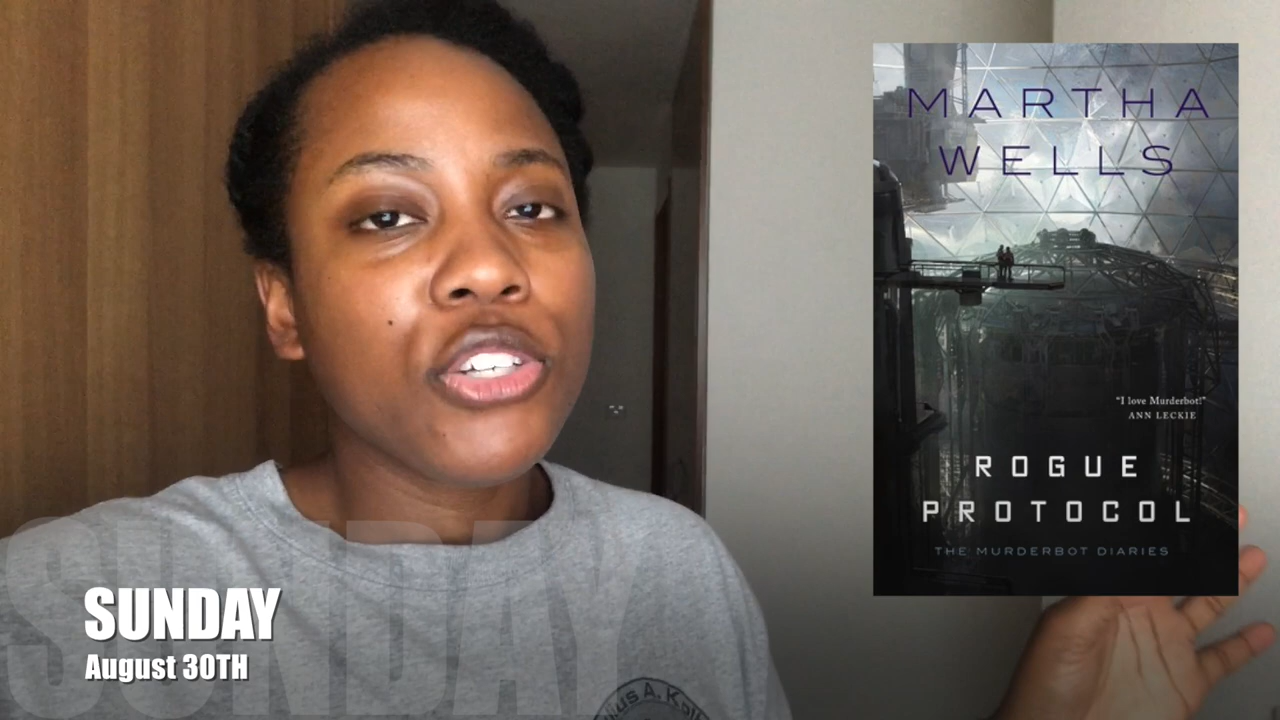 MARTHA
WELLS
"I love Murderbot!"
ANN LECKIE
ROGUE
PROTOCOL
THE MURDERBOT DIARIES
SUNDAY
SUNDAY
August 30TH
A.